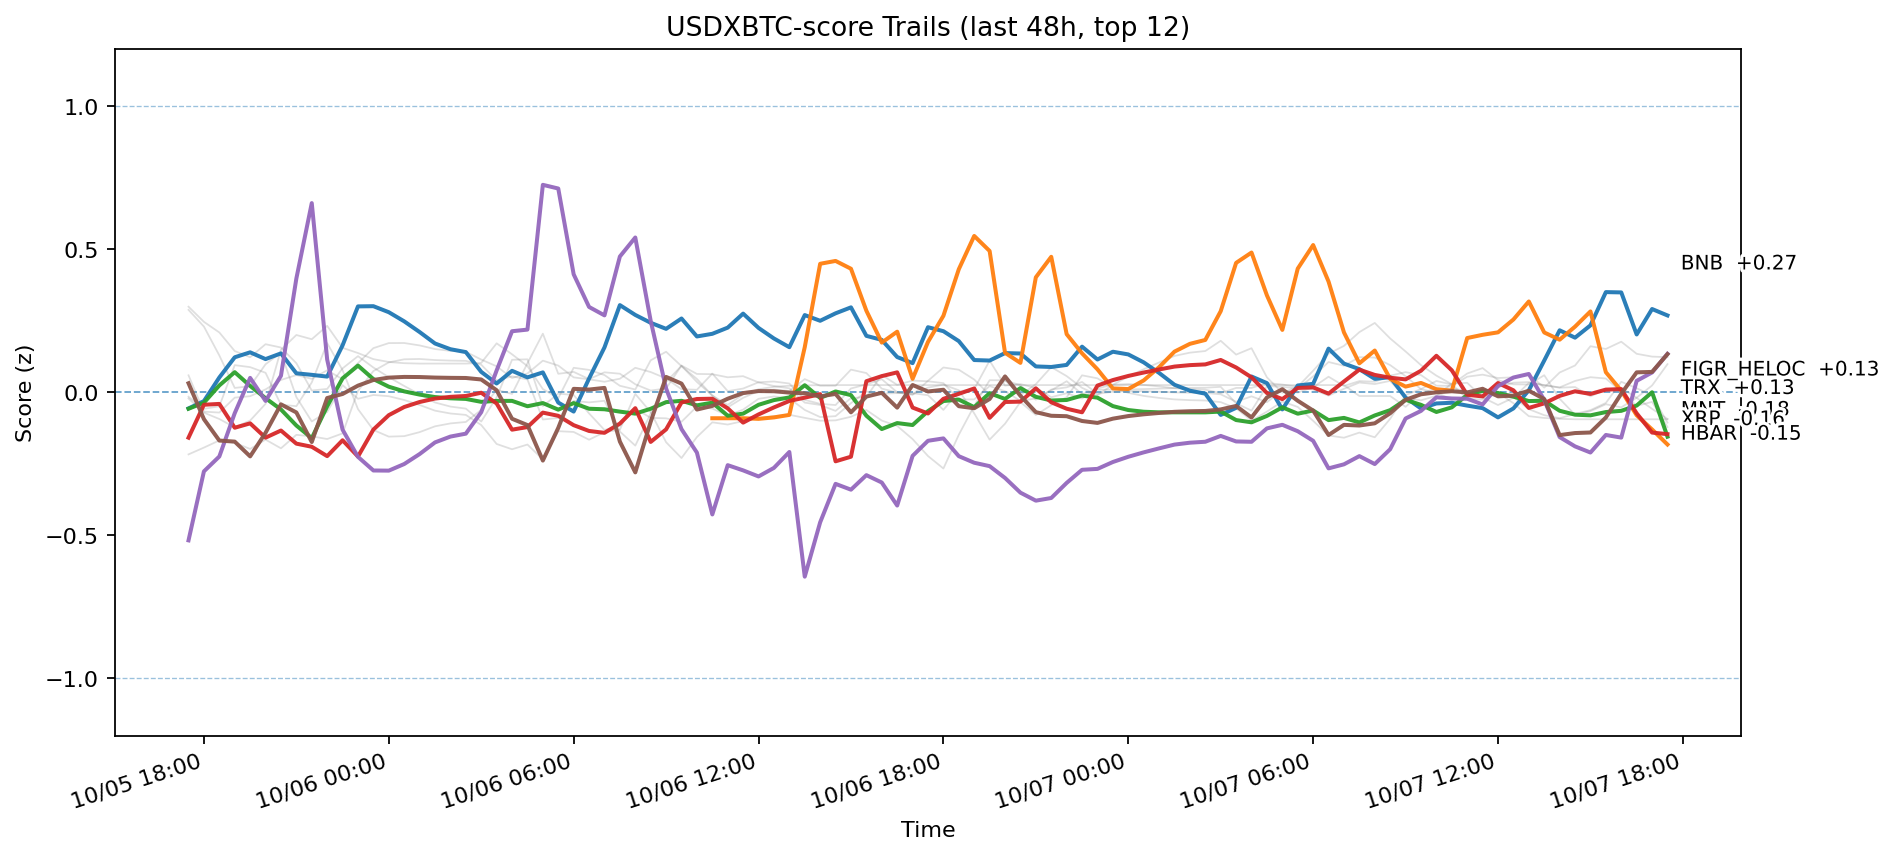 USDXBTC-score Trails (last 48h, top 12)
Score (z)
1.0
0.5
0.0
−0.5
−1.0
BNB +0.27
FIGR_HELOC +0.13
TRX +0.13
XRP -0.16
HBAR -0.15
10/05 18:00
10/06 00:00
10/06 06:00
10/06 12:00
10/06 18:00
10/07 00:00
10/07 06:00
10/07 12:00
10/07 18:00
Time